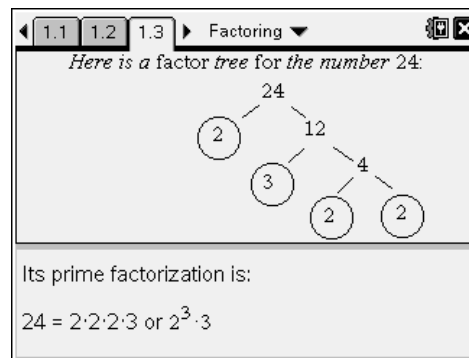 1.1 1.2 1.3 Factoring
Here is a factor tree for the number 24:
24
2 12
3 4
2 2
Its prime factorization is:
24 = 2·2·2·3 or 2³·3